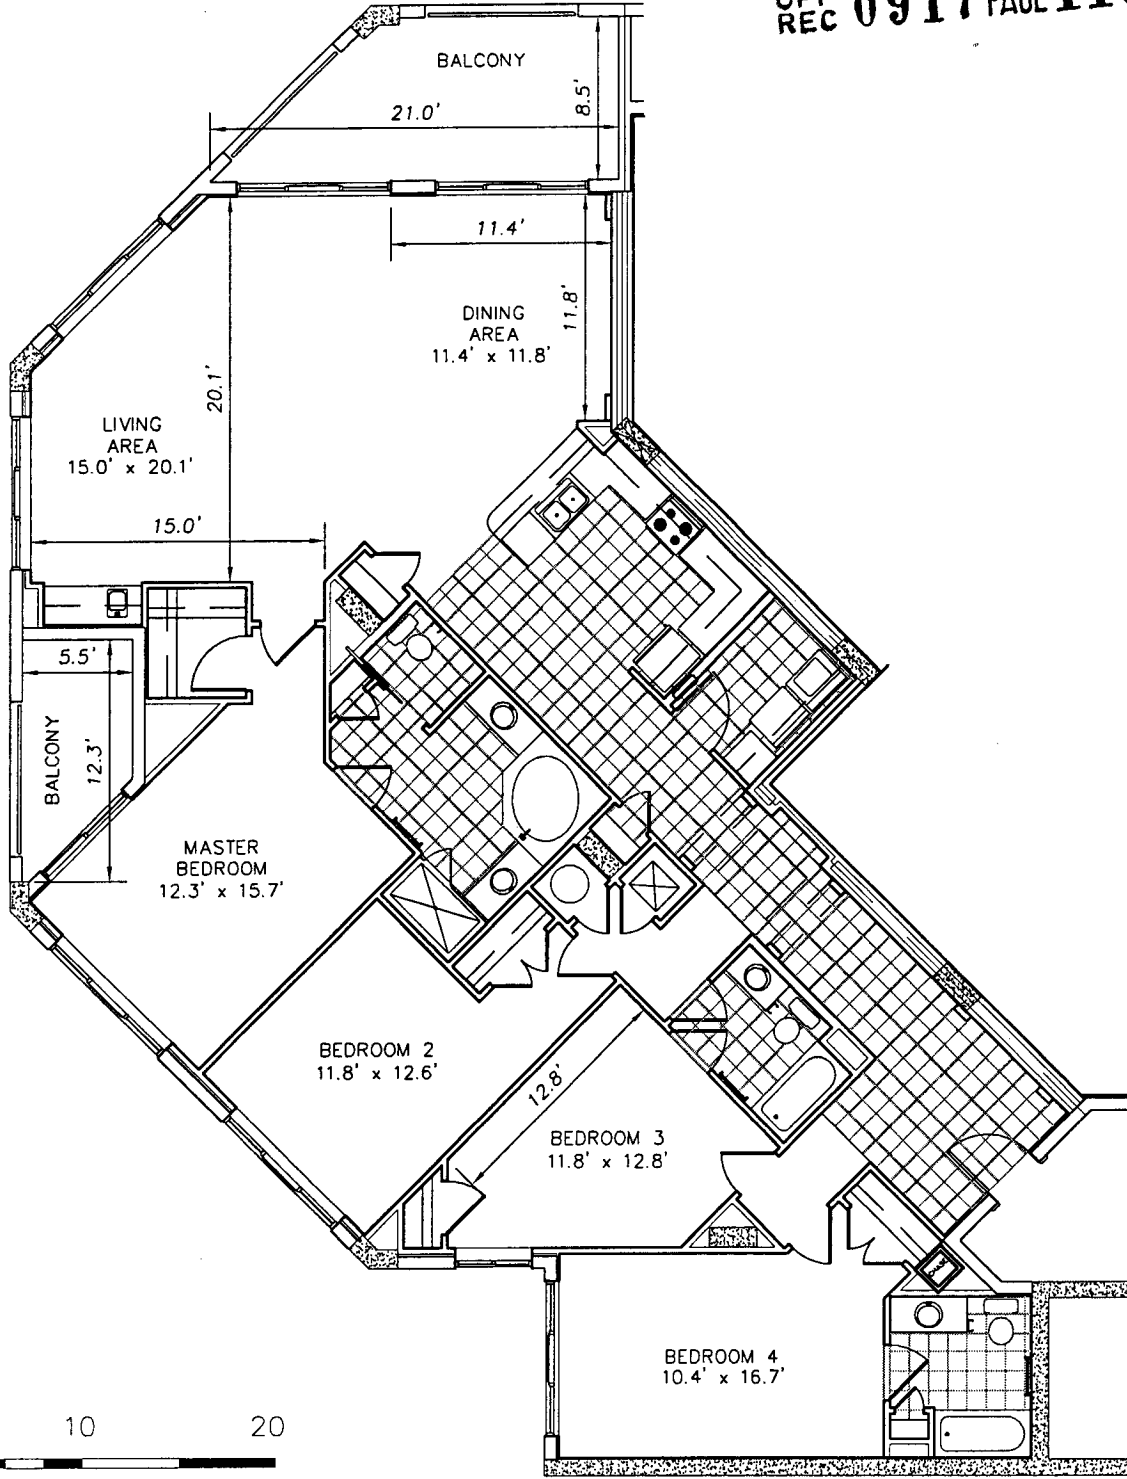 REC 0917 PAGE
BALCONY
8.5'
21.0'
11.4'
DINING
AREA
11.4' x 11.8'
11.8'
20.1'
LIVING
AREA
15.0' x 20.1'
15.0'
5.5'
BALCONY
12.3'
MASTER
BEDROOM
12.3' x 15.7'
BEDROOM 2
11.8' x 12.6'
12.8'
BEDROOM 3
11.8' x 12.8'
BEDROOM 4
10.4' x 16.7'
10 20